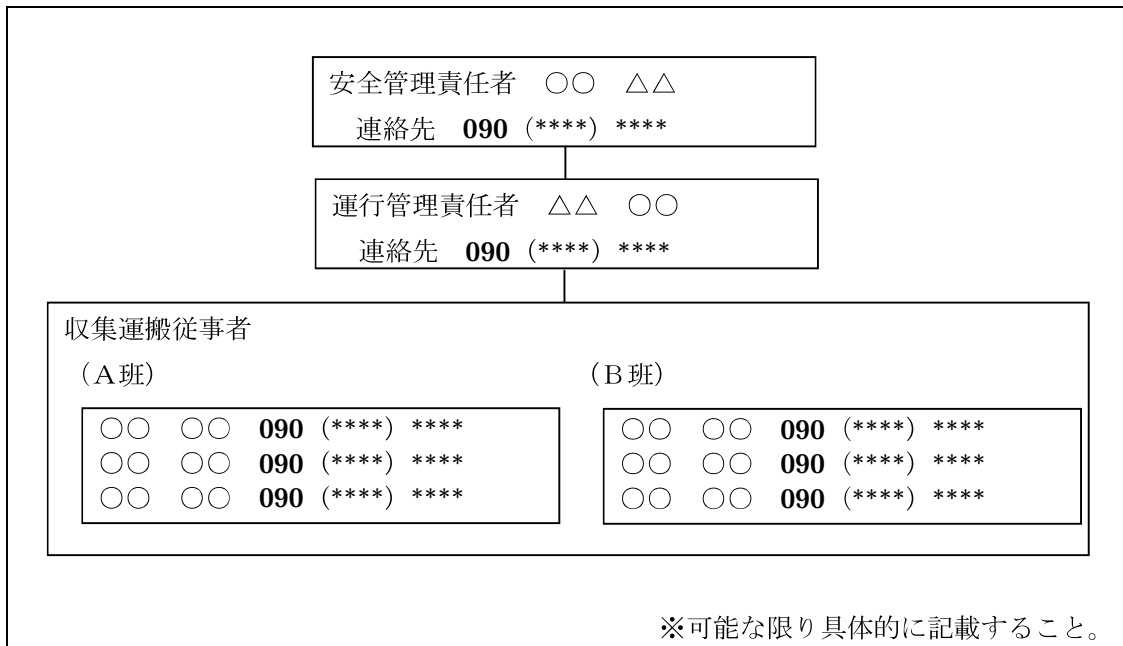 安全管理責任者　○○　△△
連絡先　090（****）****
運行管理責任者　△△　○○
連絡先　090（****）****
収集運搬従事者
（Ａ班）
○○　○○　090（****）****
○○　○○　090（****）****
○○　○○　090（****）****
（Ｂ班）
○○　○○　090（****）****
○○　○○　090（****）****
○○　○○　090（****）****
※可能な限り具体的に記載すること。